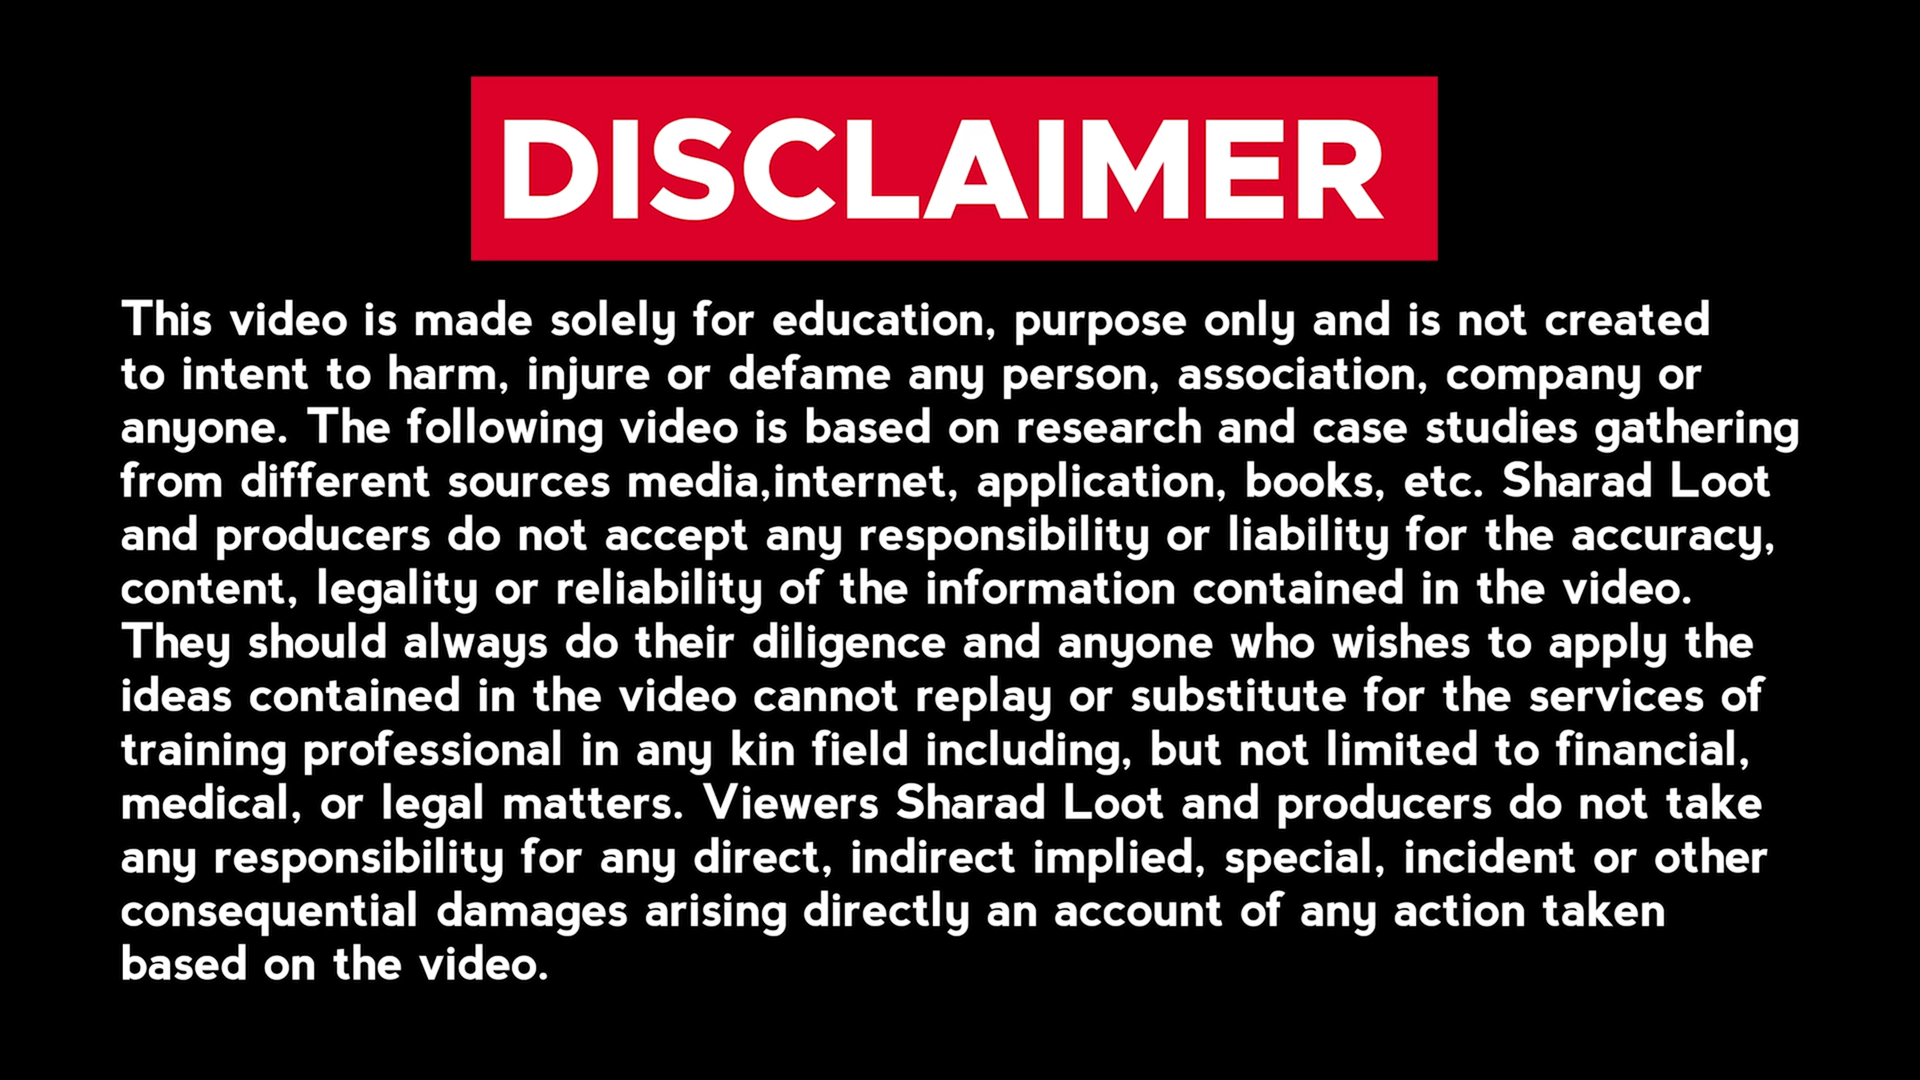 DISCLAIMER
This video is made solely for education, purpose only and is not created
to intent to harm, injure or defame any person, association, company or
anyone. The following video is based on research and case studies gathering
from different sources media,internet, application, books, etc. Sharad Loot
and producers do not accept any responsibility or liability for the accuracy,
content, legality or reliability of the information contained in the video.
They should always do their diligence and anyone who wishes to apply the
ideas contained in the video cannot replay or substitute for the services of
training professional in any kin field including, but not limited to financial,
medical, or legal matters. Viewers Sharad Loot and producers do not take
any responsibility for any direct, indirect implied, special, incident or other
consequential damages arising directly an account of any action taken
based on the video.